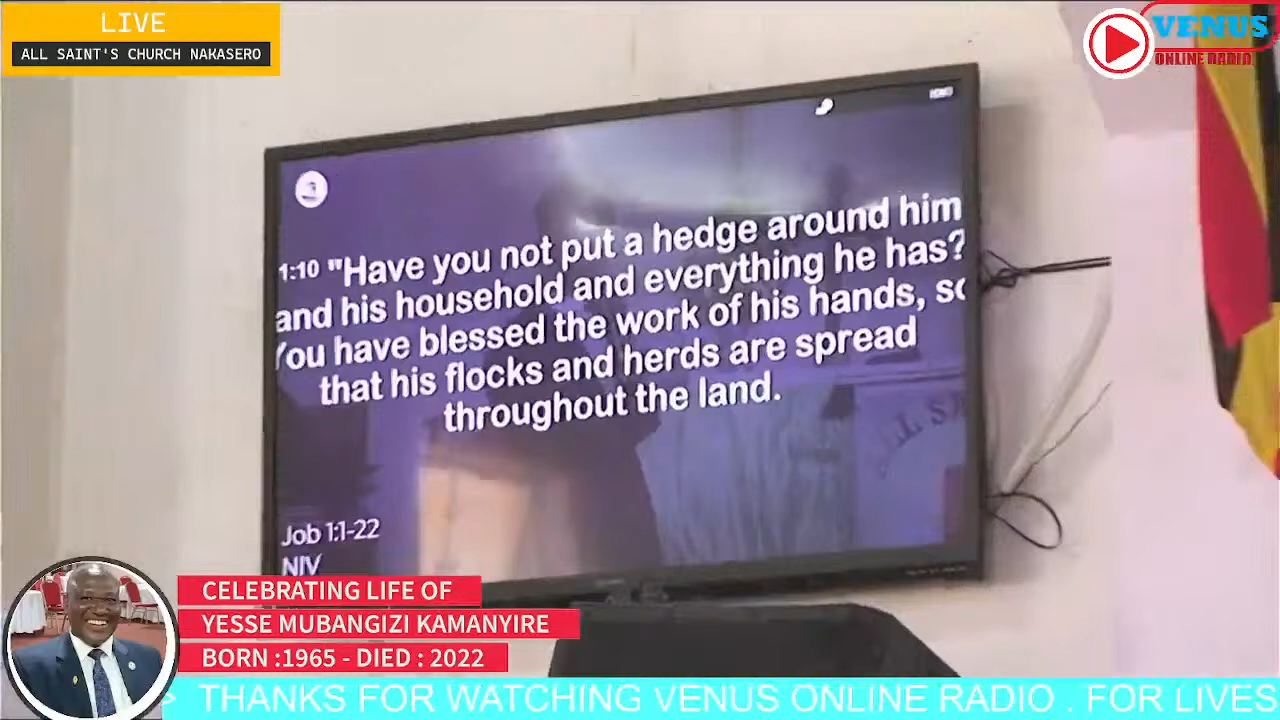 LIVE
ALL SAINT'S CHURCH NAKASERO
VENUS
ONLINE RADIO
1:10 "Have you not put a hedge around him
and his household and everything he has?
You have blessed the work of his hands, so
that his flocks and herds are spread
throughout the land.
Job 1:1-22
NIV
CELEBRATING LIFE OF
YESSE MUBANGIZI KAMANYIRE
BORN :1965 - DIED : 2022
> THANKS FOR WATCHING VENUS ONLINE RADIO . FOR LIVES